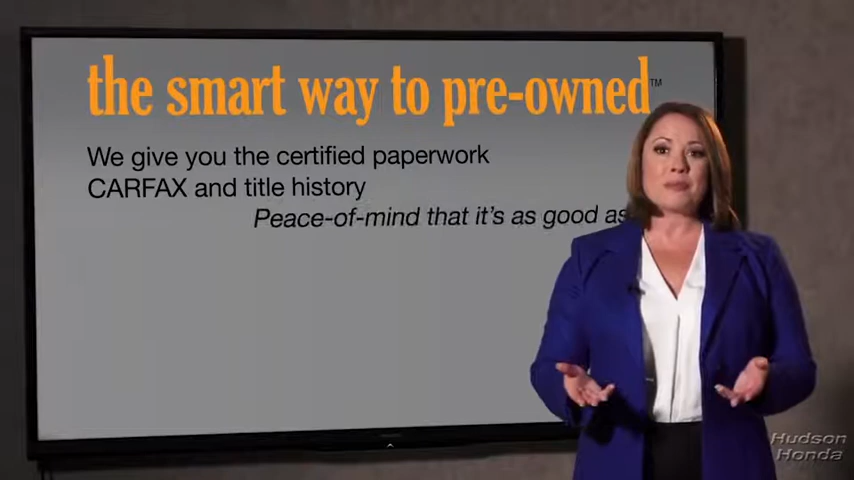 the smart way to pre-owned™
We give you the certified paperwork
CARFAX and title history
Peace-of-mind that it's as good as
Hudson
Honda